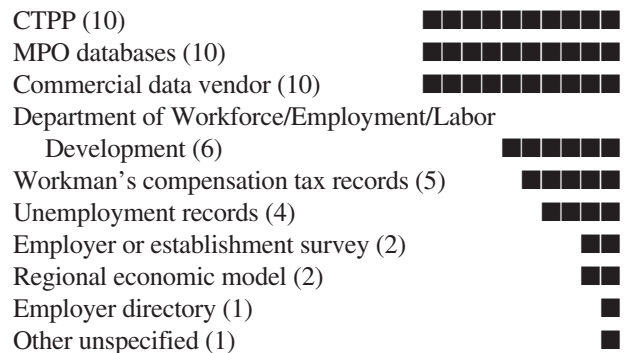 CTPP (10)
MPO databases (10)
Commercial data vendor (10)
Department of Workforce/Employment/Labor
Development (6)
Workman's compensation tax records (5)
Unemployment records (4)
Employer or establishment survey (2)
Regional economic model (2)
Employer directory (1)
Other unspecified (1)